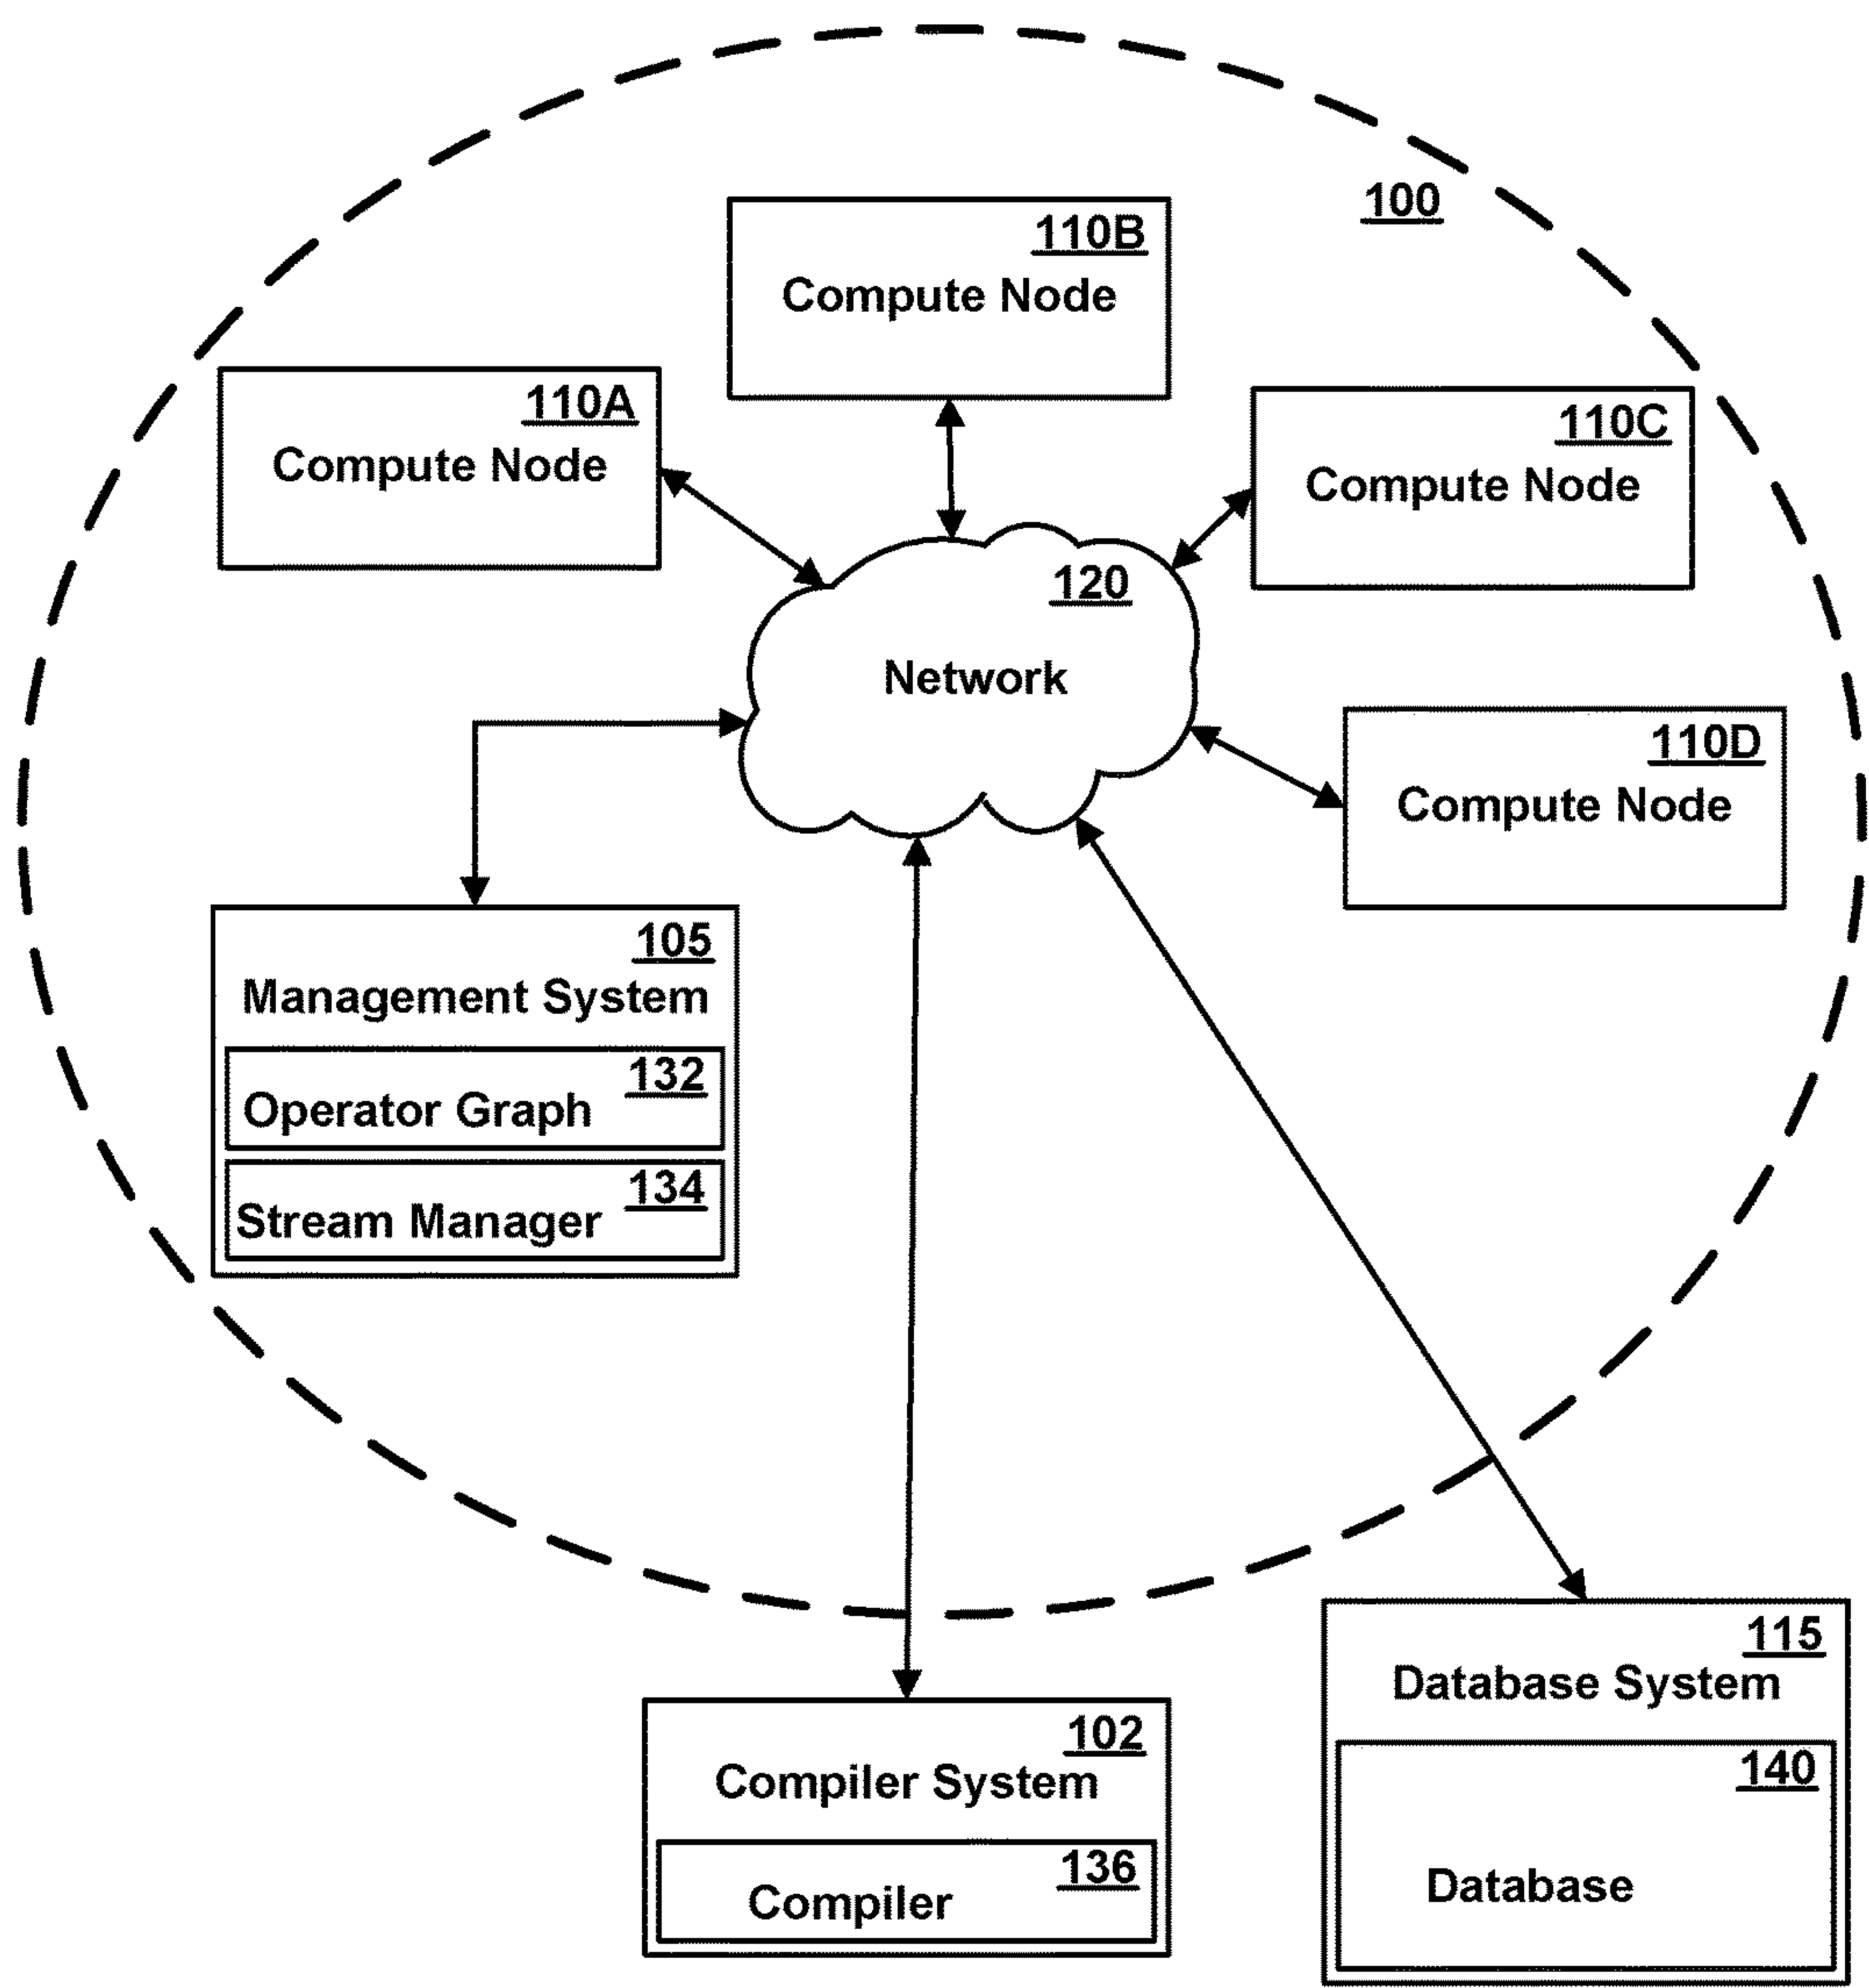 100
110B
Compute Node
110A
Compute Node
110C
Compute Node
120
Network
110D
Compute Node
105
Management System
132
Operator Graph
134
Stream Manager
115
Database System
140
Database
102
Compiler System
136
Compiler